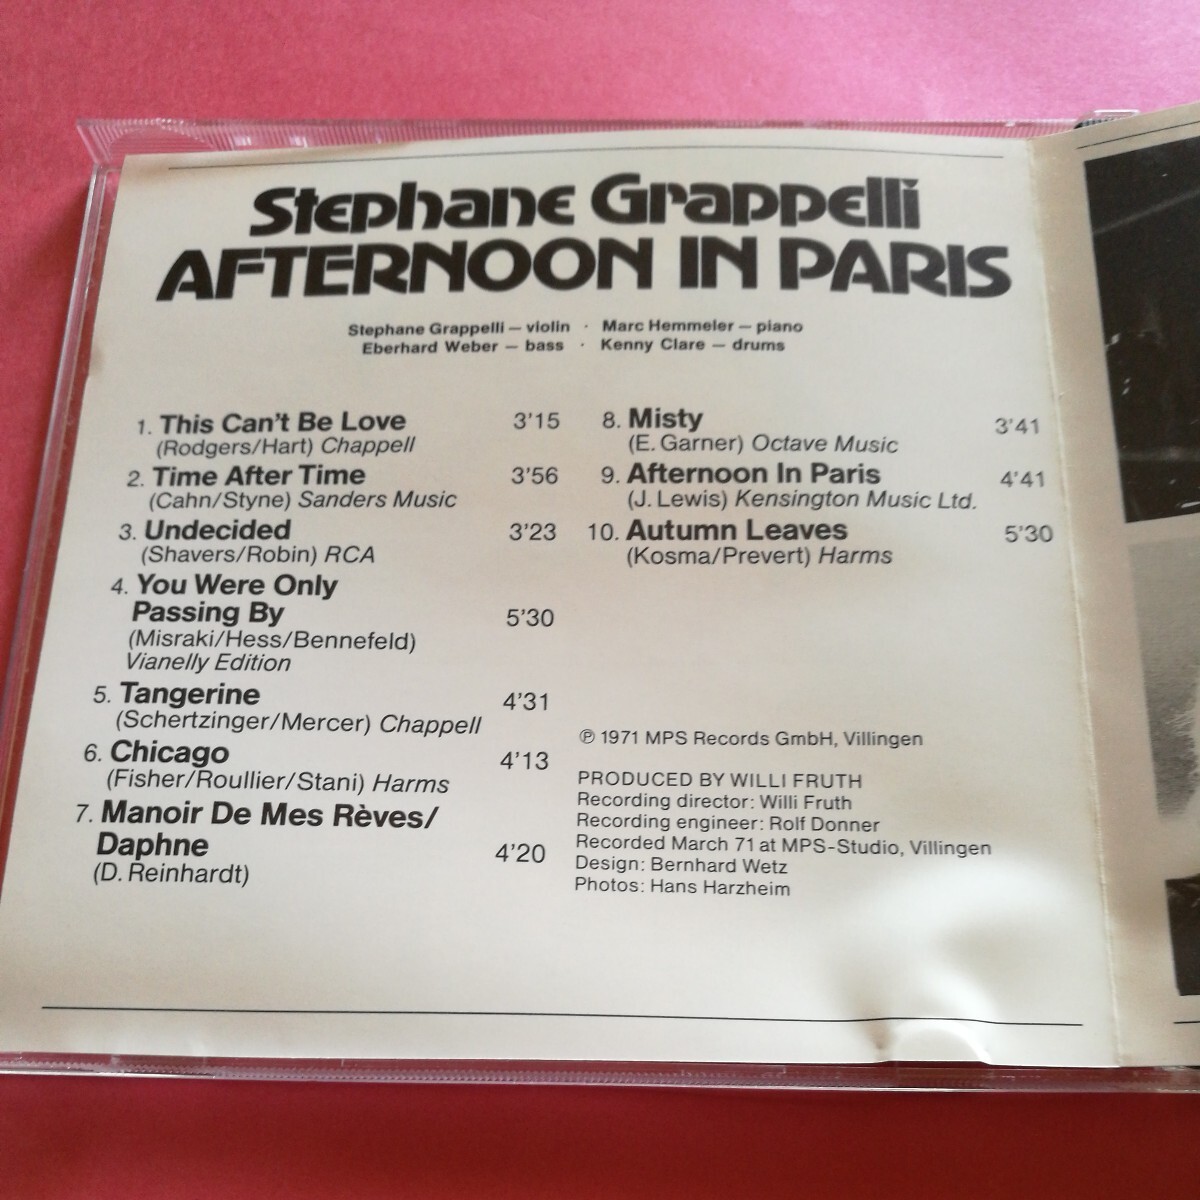 Stephane Grappelli
AFTERNOON IN PARIS
Stephane Grappelli – violin · Marc Hemmeler – piano
Eberhard Weber – bass · Kenny Clare – drums
1. This Can't Be Love 3'15
(Rodgers/Hart) Chappell
2. Time After Time 3'56
(Cahn/Styne) Sanders Music
3. Undecided 3'23
(Shavers/Robin) RCA
4. You Were Only
Passing By 5'30
(Misraki/Hess/Bennefeld)
Vianelly Edition
5. Tangerine 4'31
(Schertzinger/Mercer) Chappell
6. Chicago 4'13
(Fisher/Roullier/Stani) Harms
7. Manoir De Mes Rèves/
Daphne 4'20
(D. Reinhardt)
8. Misty 3'41
(E. Garner) Octave Music
9. Afternoon In Paris 4'41
(J. Lewis) Kensington Music Ltd.
10. Autumn Leaves 5'30
(Kosma/Prevert) Harms
℗ 1971 MPS Records GmbH, Villingen
PRODUCED BY WILLI FRUTH
Recording director: Willi Fruth
Recording engineer: Rolf Donner
Recorded March 71 at MPS-Studio, Villingen
Design: Bernhard Wetz
Photos: Hans Harzheim